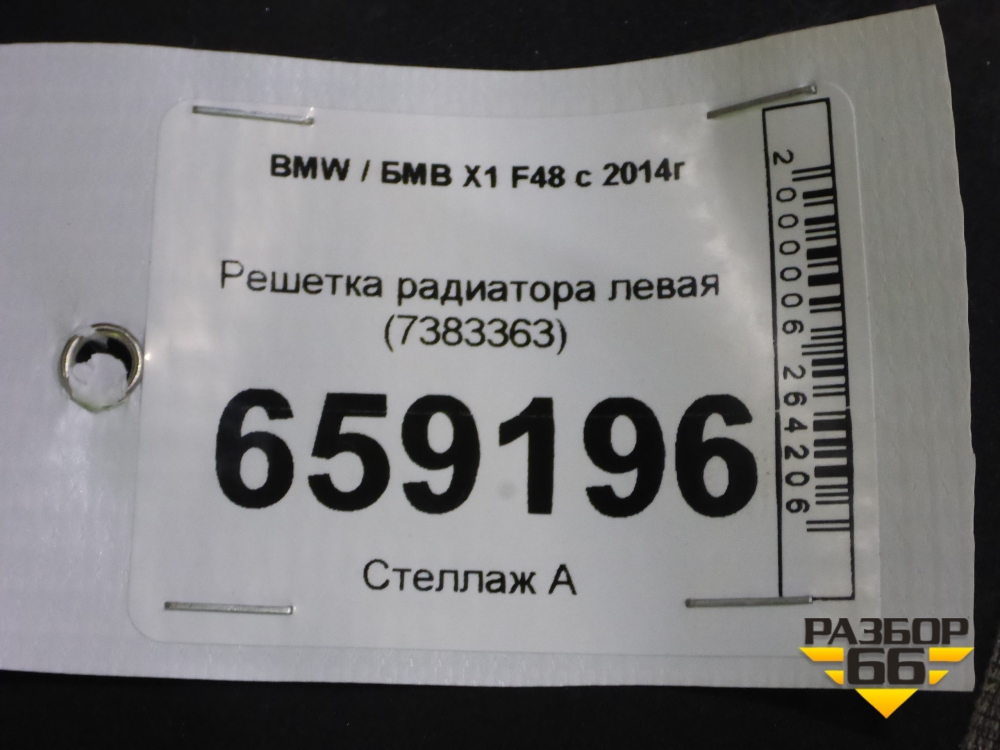 BMW / БМВ X1 F48 с 2014г
Решетка радиатора левая
(7383363)
659196
Стеллаж А
2000006264206
РАЗБОР
66